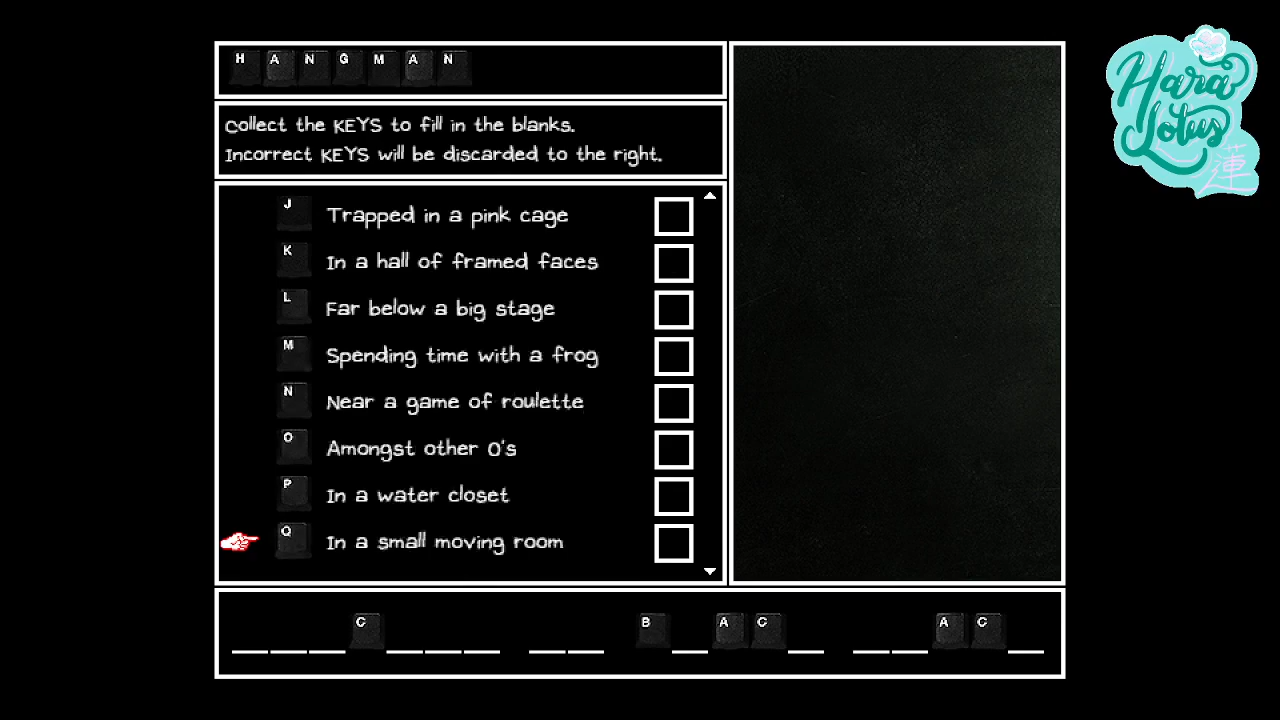 H A N G M A N
Collect the KEYS to fill in the blanks.
Incorrect KEYS will be discarded to the right.
J Trapped in a pink cage
K In a hall of framed faces
L Far below a big stage
M Spending time with a frog
N Near a game of roulette
O Amongst other O's
P In a water closet
Q In a small moving room
C B A C A C
Hara
Lotus
蓮